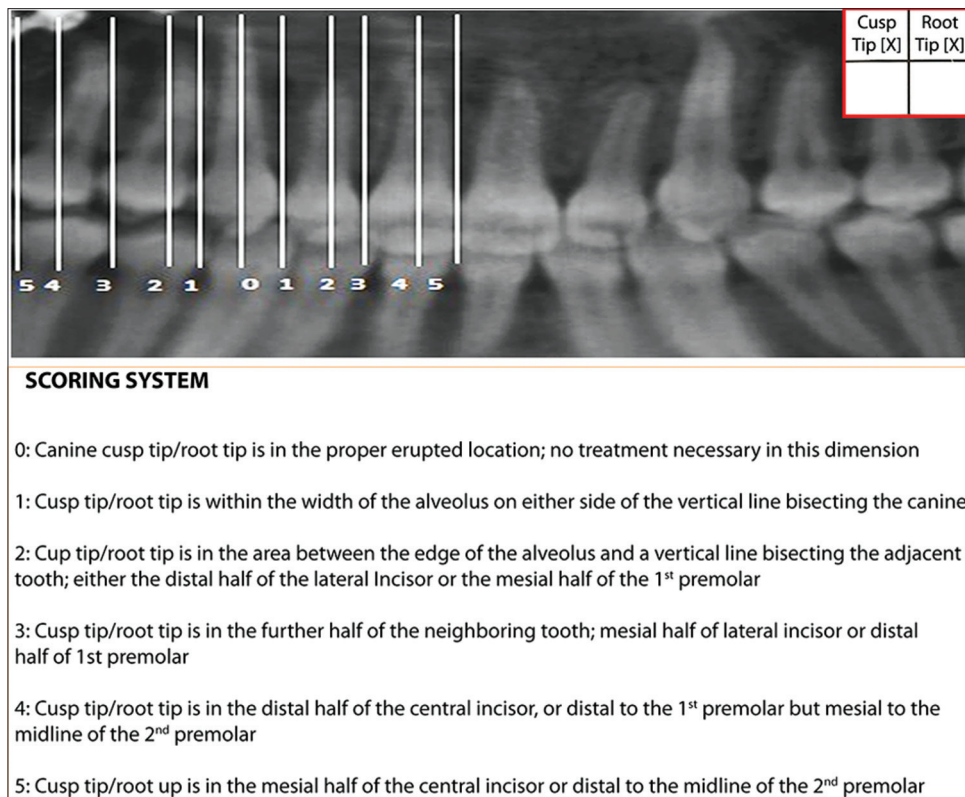 Cusp Root
Tip [X] Tip [X]
5 4 3 2 1 0 1 2 3 4 5
SCORING SYSTEM
0: Canine cusp tip/root tip is in the proper erupted location; no treatment necessary in this dimension
1: Cusp tip/root tip is within the width of the alveolus on either side of the vertical line bisecting the canine
2: Cup tip/root tip is in the area between the edge of the alveolus and a vertical line bisecting the adjacent
tooth; either the distal half of the lateral Incisor or the mesial half of the 1st premolar
3: Cusp tip/root tip is in the further half of the neighboring tooth; mesial half of lateral incisor or distal
half of 1st premolar
4: Cusp tip/root tip is in the distal half of the central incisor, or distal to the 1st premolar but mesial to the
midline of the 2nd premolar
5: Cusp tip/root up is in the mesial half of the central incisor or distal to the midline of the 2nd premolar